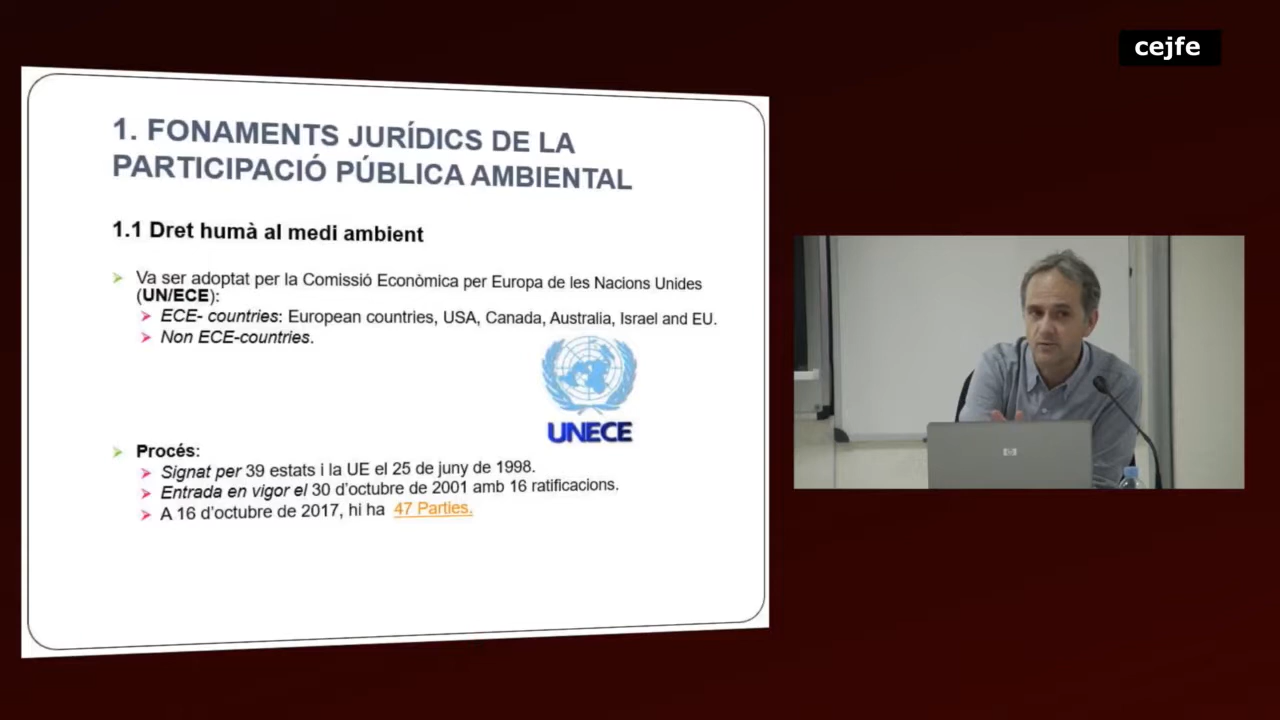 cejfe
1. FONAMENTS JURÍDICS DE LA
PARTICIPACIÓ PÚBLICA AMBIENTAL
1.1 Dret humà al medi ambient
Va ser adoptat per la Comissió Econòmica per Europa de les Nacions Unides
(UN/ECE):
ECE- countries: European countries, USA, Canada, Australia, Israel and EU.
Non ECE-countries.
UNECE
Procés:
Signat per 39 estats i la UE el 25 de juny de 1998.
Entrada en vigor el 30 d'octubre de 2001 amb 16 ratificacions.
A 16 d'octubre de 2017, hi ha 47 Parties.
hp